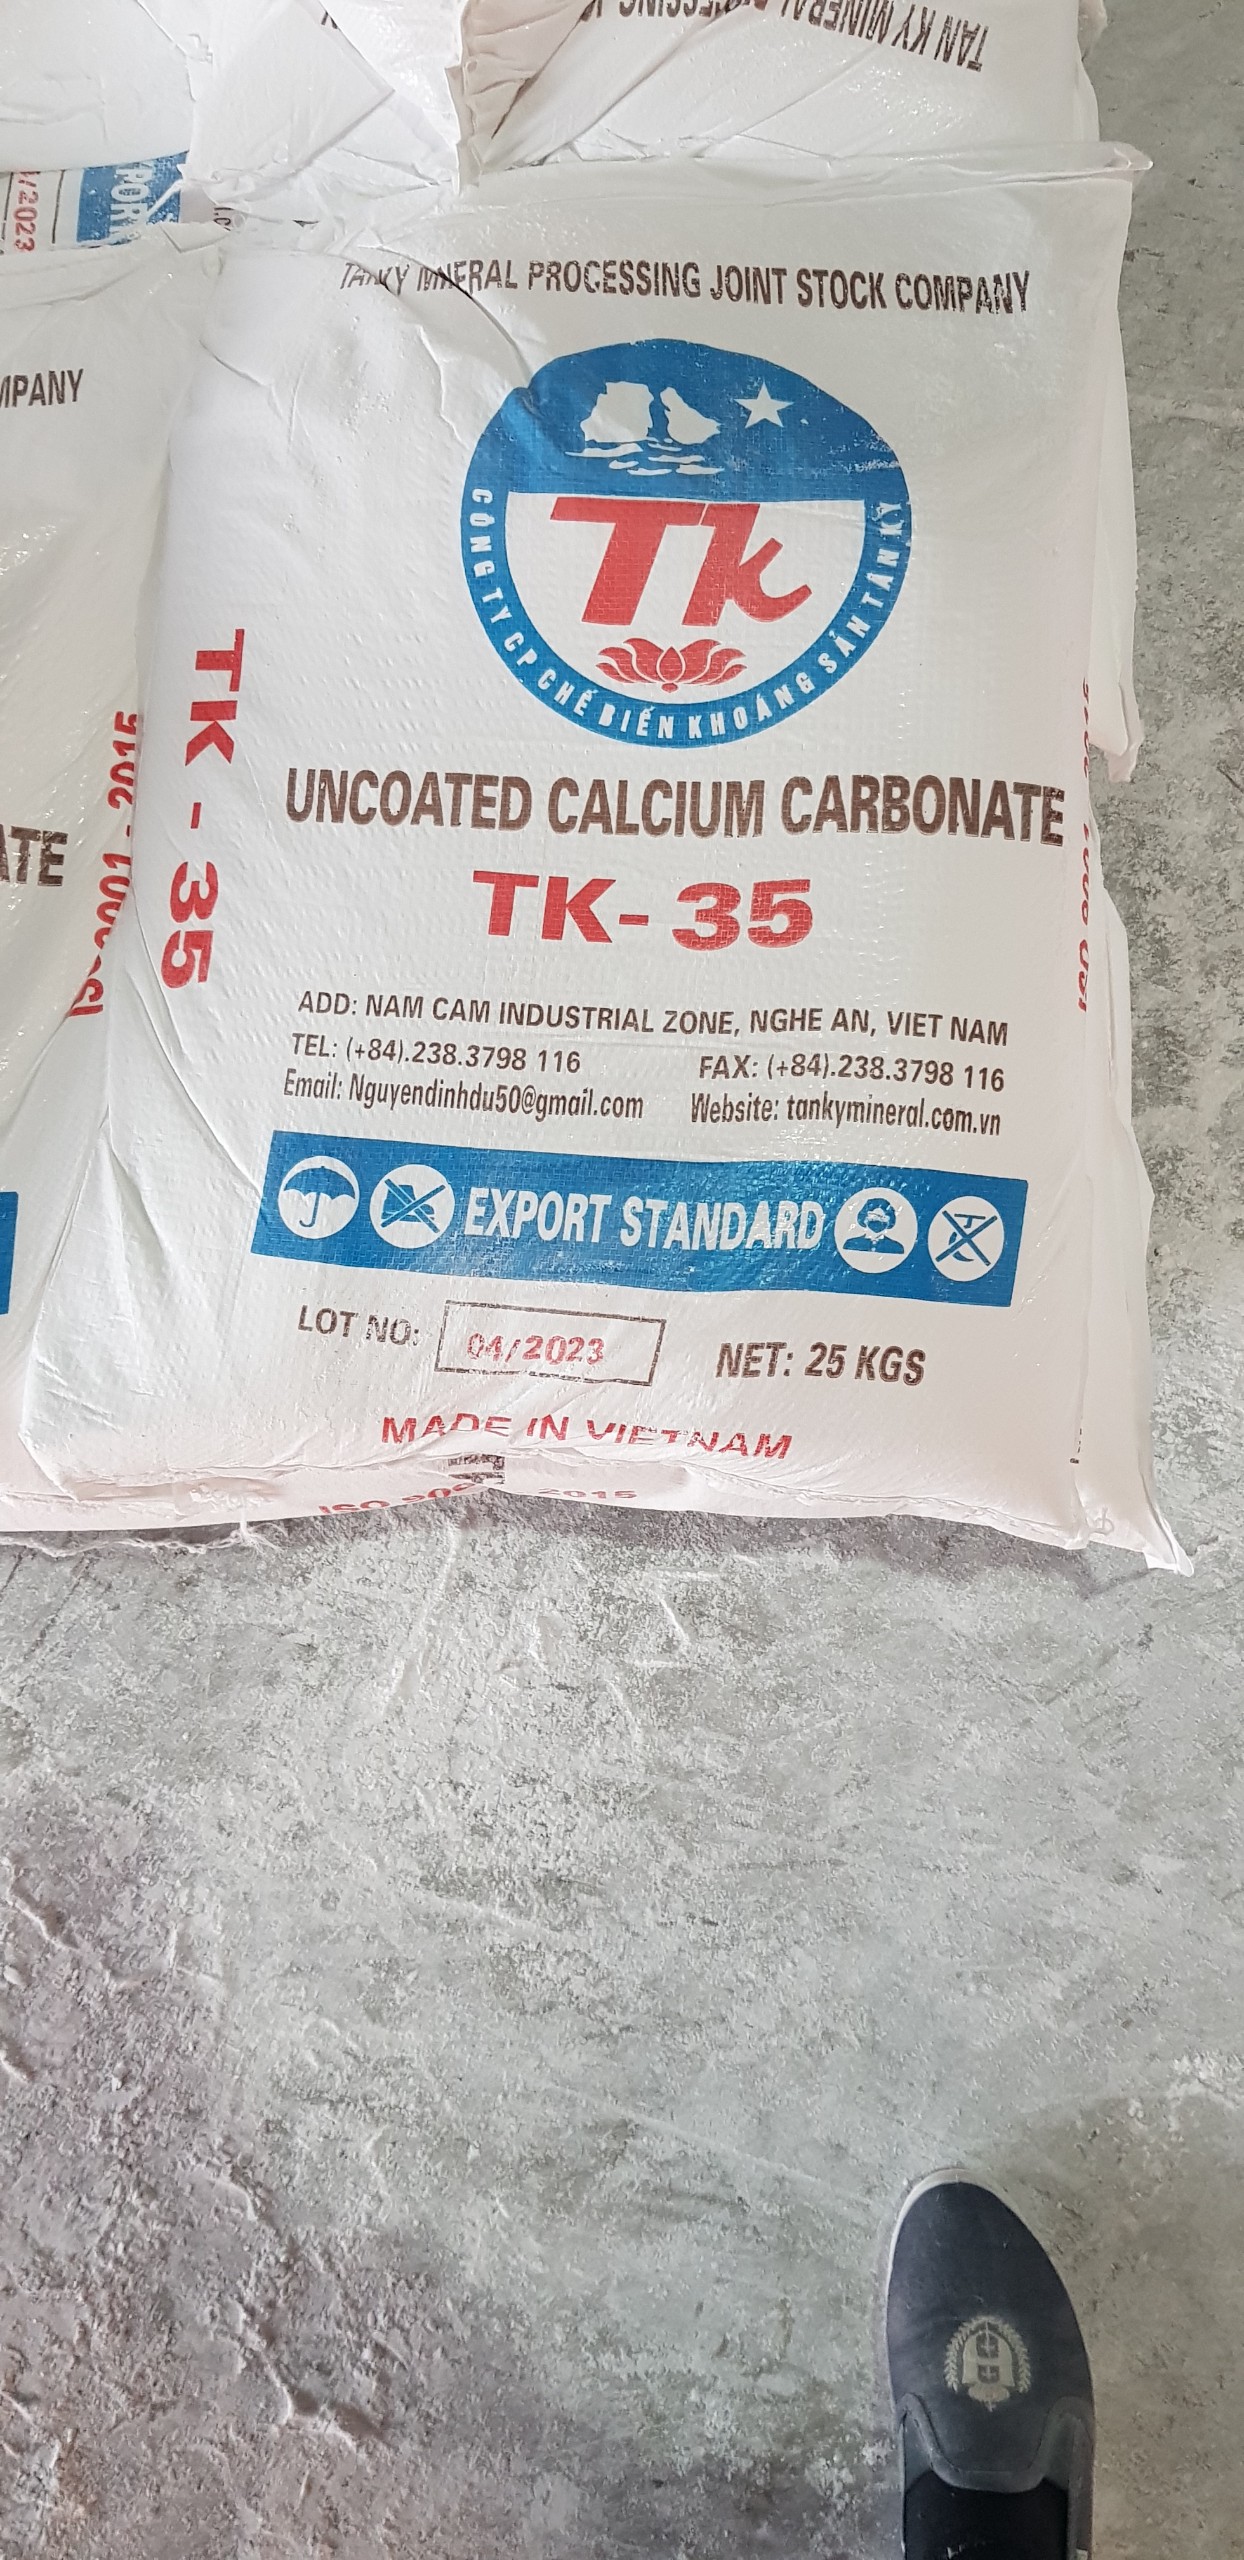 TAN KY MINERAL
/2023
MPANY
ATE
TANKY MINERAL PROCESSING JOINT STOCK COMPANY
Tk
CÔNG TY CP CHẾ BIẾN KHOÁNG SẢN TÂN KỲ
UNCOATED CALCIUM CARBONATE
TK-35
TK - 35
ADD: NAM CAM INDUSTRIAL ZONE, NGHE AN, VIET NAM
TEL: (+84).238.3798 116 FAX: (+84).238.3798 116
Email: Nguyendinhdu50@gmail.com Website: tankymineral.com.vn
EXPORT STANDARD
LOT NO: 04/2023 NET: 25 KGS
MADE IN VIETNAM